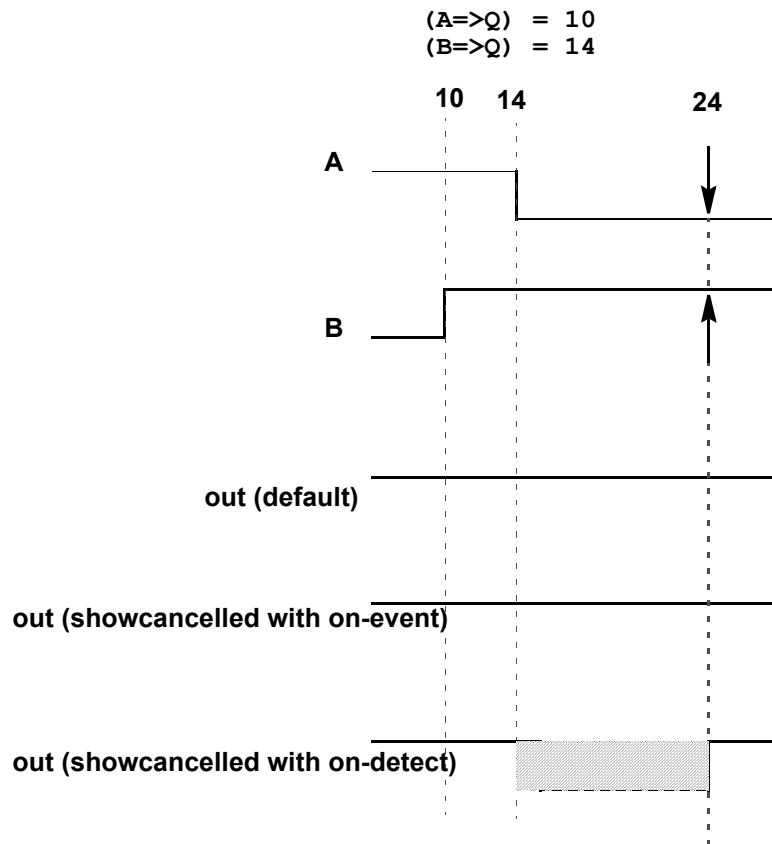 (A=>Q) = 10
(B=>Q) = 14
10 14 24
A
B
out (default)
out (showcancelled with on-event)
out (showcancelled with on-detect)